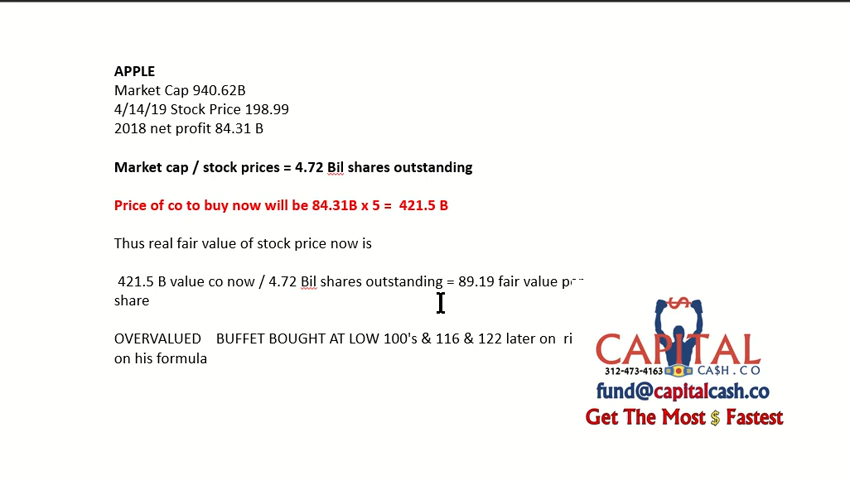 APPLE
Market Cap 940.62B
4/14/19 Stock Price 198.99
2018 net profit 84.31 B
Market cap / stock prices = 4.72 Bil shares outstanding
Price of co to buy now will be 84.31B x 5 =  421.5 B
Thus real fair value of stock price now is
421.5 B value co now / 4.72 Bil shares outstanding = 89.19 fair value
share
OVERVALUED    BUFFET BOUGHT AT LOW 100's & 116 & 122 later on
on his formula
CAPITAL
312-473-4163 CA$H.CO
fund@capitalcash.co
Get The Most $ Fastest